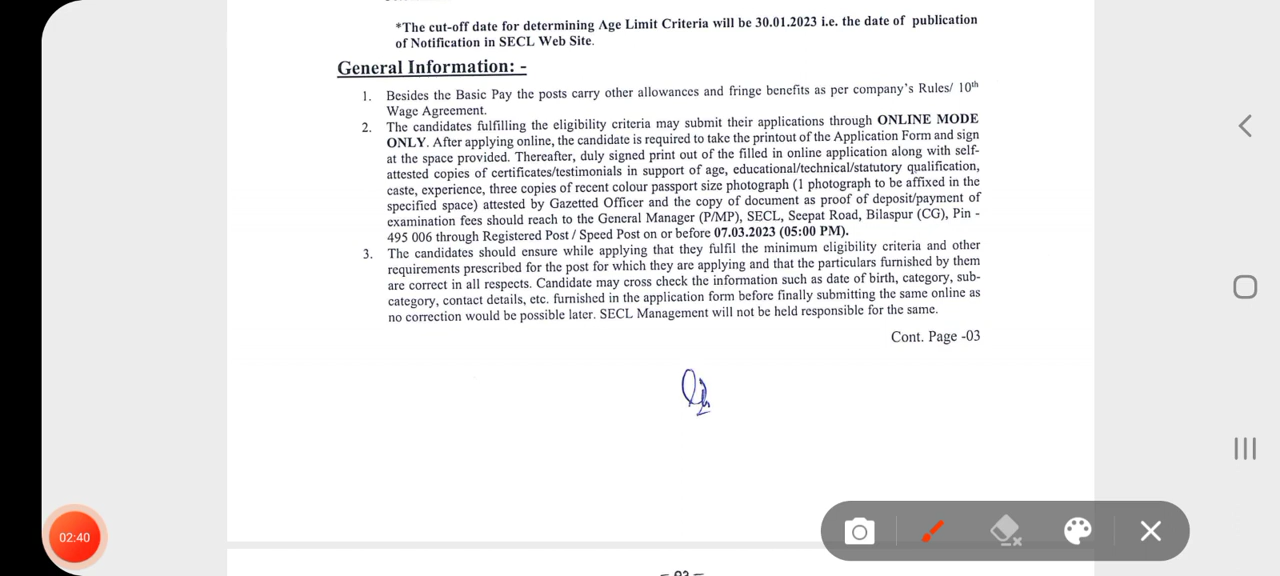 *The cut-off date for determining Age Limit Criteria will be 30.01.2023 i.e. the date of publication
of Notification in SECL Web Site.
General Information: -
1. Besides the Basic Pay the posts carry other allowances and fringe benefits as per company's Rules/ 10th
Wage Agreement.
2. The candidates fulfilling the eligibility criteria may submit their applications through ONLINE MODE
ONLY. After applying online, the candidate is required to take the printout of the Application Form and sign
at the space provided. Thereafter, duly signed print out of the filled in online application along with self-
attested copies of certificates/testimonials in support of age, educational/technical/statutory qualification,
caste, experience, three copies of recent colour passport size photograph (1 photograph to be affixed in the
specified space) attested by Gazetted Officer and the copy of document as proof of deposit/payment of
examination fees should reach to the General Manager (P/MP), SECL, Seepat Road, Bilaspur (CG), Pin -
495 006 through Registered Post / Speed Post on or before 07.03.2023 (05:00 PM).
3. The candidates should ensure while applying that they fulfil the minimum eligibility criteria and other
requirements prescribed for the post for which they are applying and that the particulars furnished by them
are correct in all respects. Candidate may cross check the information such as date of birth, category, sub-
category, contact details, etc. furnished in the application form before finally submitting the same online as
no correction would be possible later. SECL Management will not be held responsible for the same.
Cont. Page -03
02:40